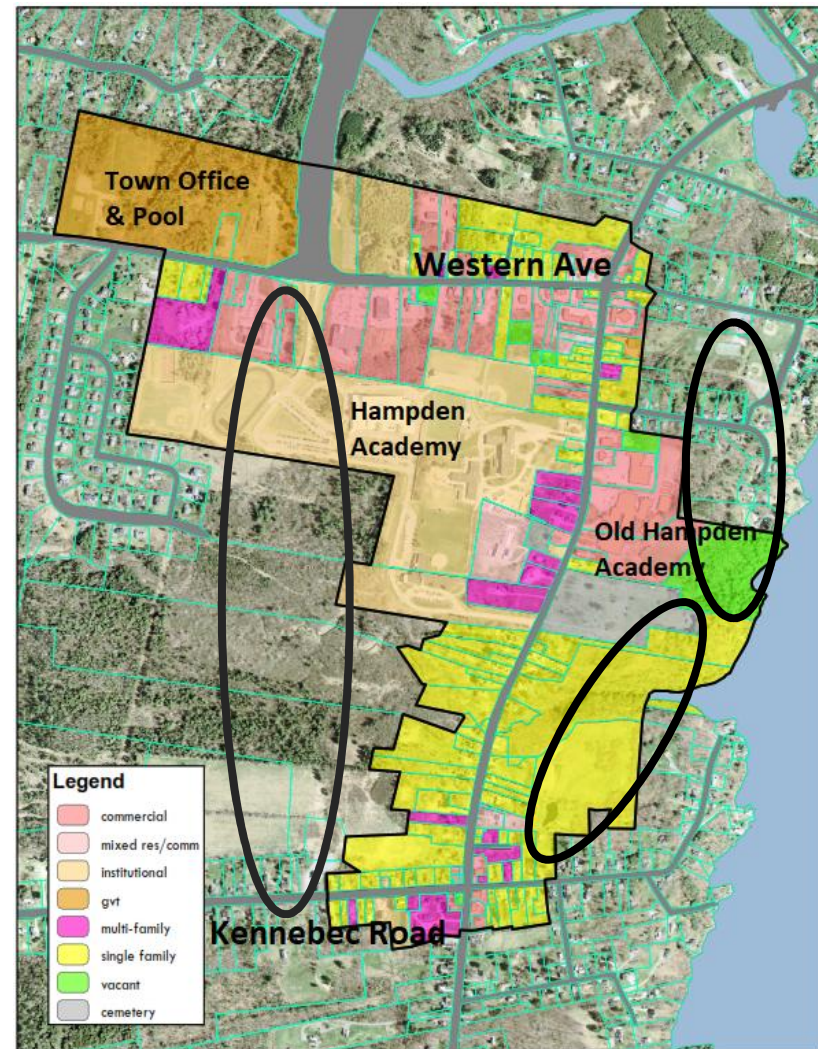 Town Office
& Pool
Western Ave
Hampden
Academy
Old Hampden
Academy
Kennebec Road
Legend
commercial
mixed res/comm
institutional
gvt
multi-family
single family
vacant
cemetery